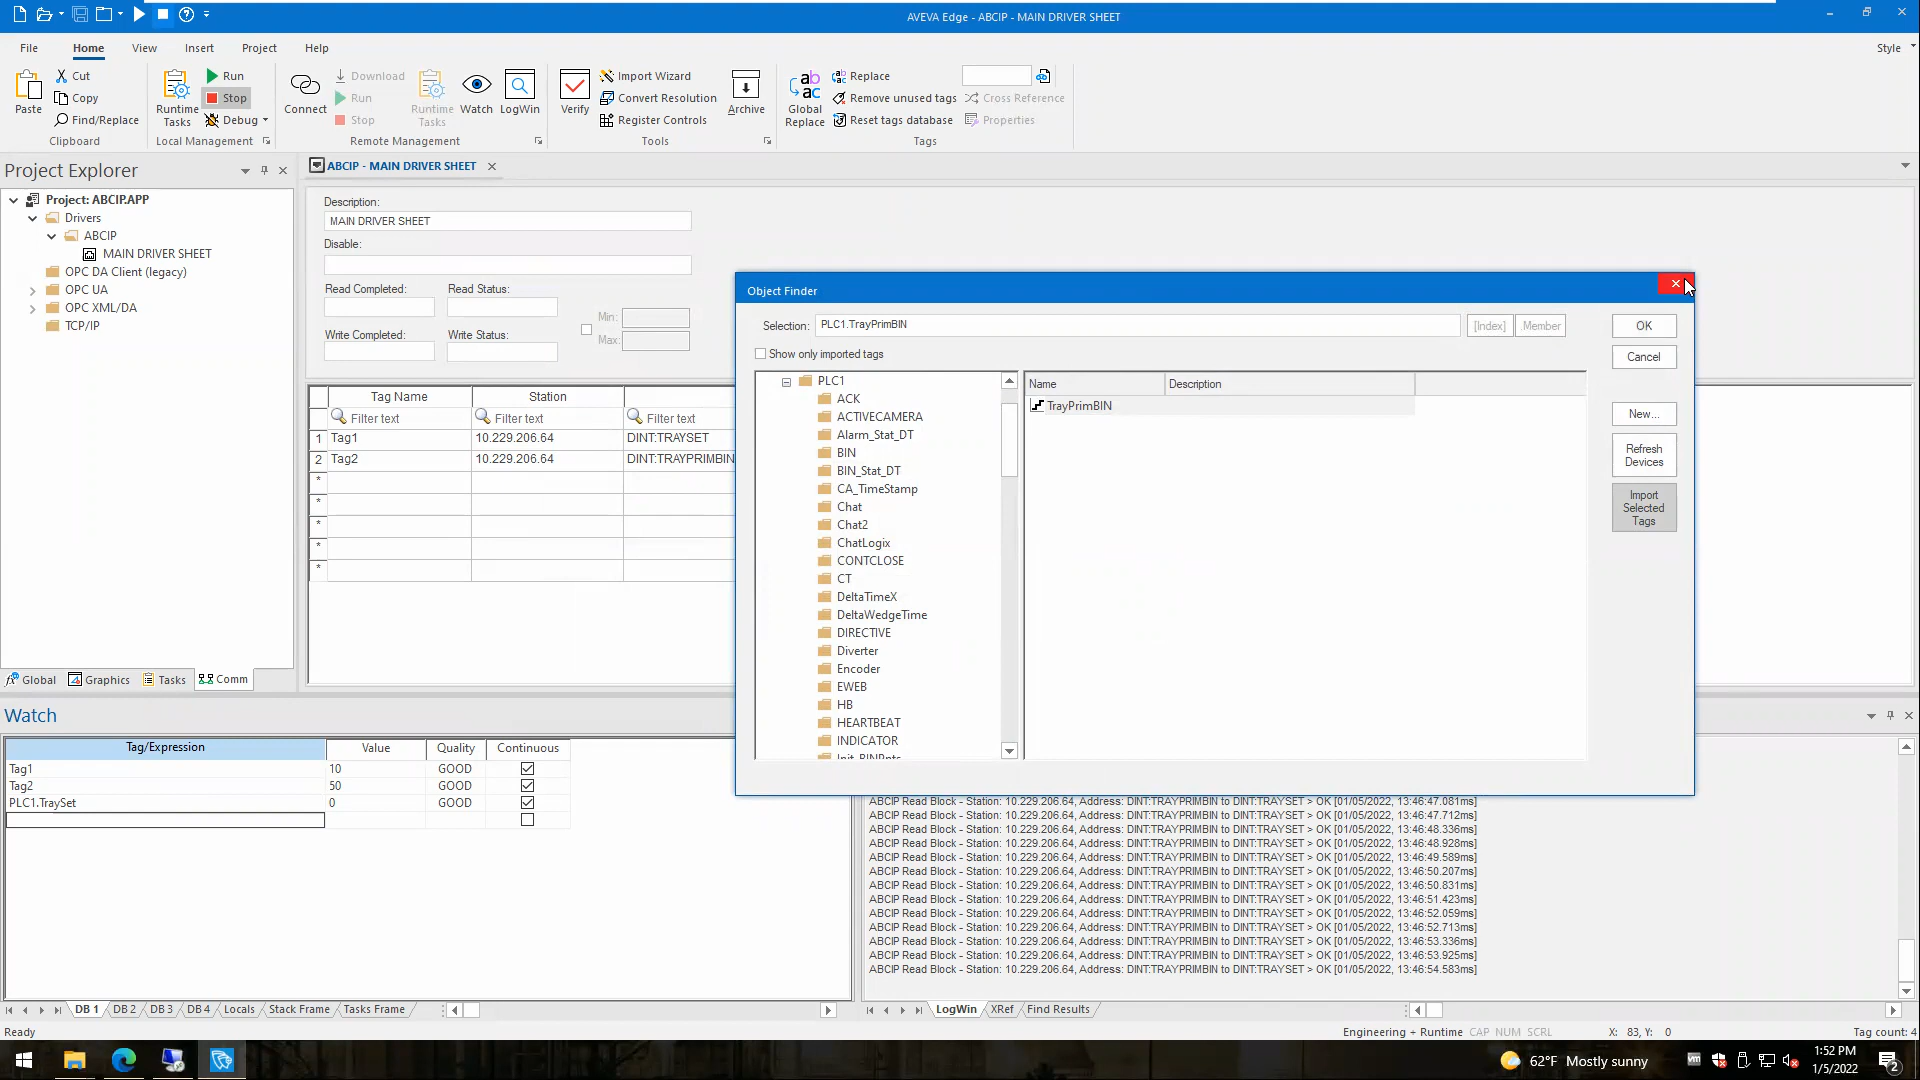 AVEVA Edge - ABCIP - MAIN DRIVER SHEET
File Home View Insert Project Help Style
Paste
Cut
Copy
Find/Replace
Clipboard
Runtime Tasks
Run
Stop
Debug
Local Management
Connect
Download
Run
Stop
Runtime Tasks
Watch
LogWin
Remote Management
Verify
Import Wizard
Convert Resolution
Register Controls
Archive
Tools
Global Replace
Replace
Remove unused tags
Reset tags database
Cross Reference
Properties
Tags
Project Explorer
Project: ABCIP.APP
Drivers
ABCIP
MAIN DRIVER SHEET
OPC DA Client (legacy)
OPC UA
OPC XML/DA
TCP/IP
Global Graphics Tasks Comm
ABCIP - MAIN DRIVER SHEET
Description:
MAIN DRIVER SHEET
Disable:
Read Completed: Read Status:
Write Completed: Write Status:
Min:
Max:
Tag Name Station
Filter text Filter text Filter text
1 Tag1 10.229.206.64 DINT:TRAYSET
2 Tag2 10.229.206.64 DINT:TRAYPRIMBIN
*
*
*
*
*
Object Finder
Selection: PLC1.TrayPrimBIN [Index] .Member
Show only imported tags
PLC1
ACK
ACTIVECAMERA
Alarm_Stat_DT
BIN
BIN_Stat_DT
CA_TimeStamp
Chat
Chat2
ChatLogix
CONTCLOSE
CT
DeltaTimeX
DeltaWedgeTime
DIRECTIVE
Diverter
Encoder
EWEB
HB
HEARTBEAT
INDICATOR
Init_BINPnts
Name Description
TrayPrimBIN
OK
Cancel
New...
Refresh Devices
Import Selected Tags
Watch
Tag/Expression Value Quality Continuous
Tag1 10 GOOD
Tag2 50 GOOD
PLC1.TraySet 0 GOOD
DB 1 DB 2 DB 3 DB 4 Locals Stack Frame Tasks Frame
ABCIP Read Block - Station: 10.229.206.64, Address: DINT:TRAYPRIMBIN to DINT:TRAYSET > OK [01/05/2022, 13:46:47.081ms]
ABCIP Read Block - Station: 10.229.206.64, Address: DINT:TRAYPRIMBIN to DINT:TRAYSET > OK [01/05/2022, 13:46:47.712ms]
ABCIP Read Block - Station: 10.229.206.64, Address: DINT:TRAYPRIMBIN to DINT:TRAYSET > OK [01/05/2022, 13:46:48.336ms]
ABCIP Read Block - Station: 10.229.206.64, Address: DINT:TRAYPRIMBIN to DINT:TRAYSET > OK [01/05/2022, 13:46:48.928ms]
ABCIP Read Block - Station: 10.229.206.64, Address: DINT:TRAYPRIMBIN to DINT:TRAYSET > OK [01/05/2022, 13:46:49.589ms]
ABCIP Read Block - Station: 10.229.206.64, Address: DINT:TRAYPRIMBIN to DINT:TRAYSET > OK [01/05/2022, 13:46:50.207ms]
ABCIP Read Block - Station: 10.229.206.64, Address: DINT:TRAYPRIMBIN to DINT:TRAYSET > OK [01/05/2022, 13:46:50.831ms]
ABCIP Read Block - Station: 10.229.206.64, Address: DINT:TRAYPRIMBIN to DINT:TRAYSET > OK [01/05/2022, 13:46:51.423ms]
ABCIP Read Block - Station: 10.229.206.64, Address: DINT:TRAYPRIMBIN to DINT:TRAYSET > OK [01/05/2022, 13:46:52.059ms]
ABCIP Read Block - Station: 10.229.206.64, Address: DINT:TRAYPRIMBIN to DINT:TRAYSET > OK [01/05/2022, 13:46:52.713ms]
ABCIP Read Block - Station: 10.229.206.64, Address: DINT:TRAYPRIMBIN to DINT:TRAYSET > OK [01/05/2022, 13:46:53.336ms]
ABCIP Read Block - Station: 10.229.206.64, Address: DINT:TRAYPRIMBIN to DINT:TRAYSET > OK [01/05/2022, 13:46:53.925ms]
ABCIP Read Block - Station: 10.229.206.64, Address: DINT:TRAYPRIMBIN to DINT:TRAYSET > OK [01/05/2022, 13:46:54.583ms]
LogWin XRef Find Results
Ready Engineering + Runtime CAP NUM SCRL X: 83, Y: 0 Tag count: 4
62°F Mostly sunny
1:52 PM
1/5/2022
2